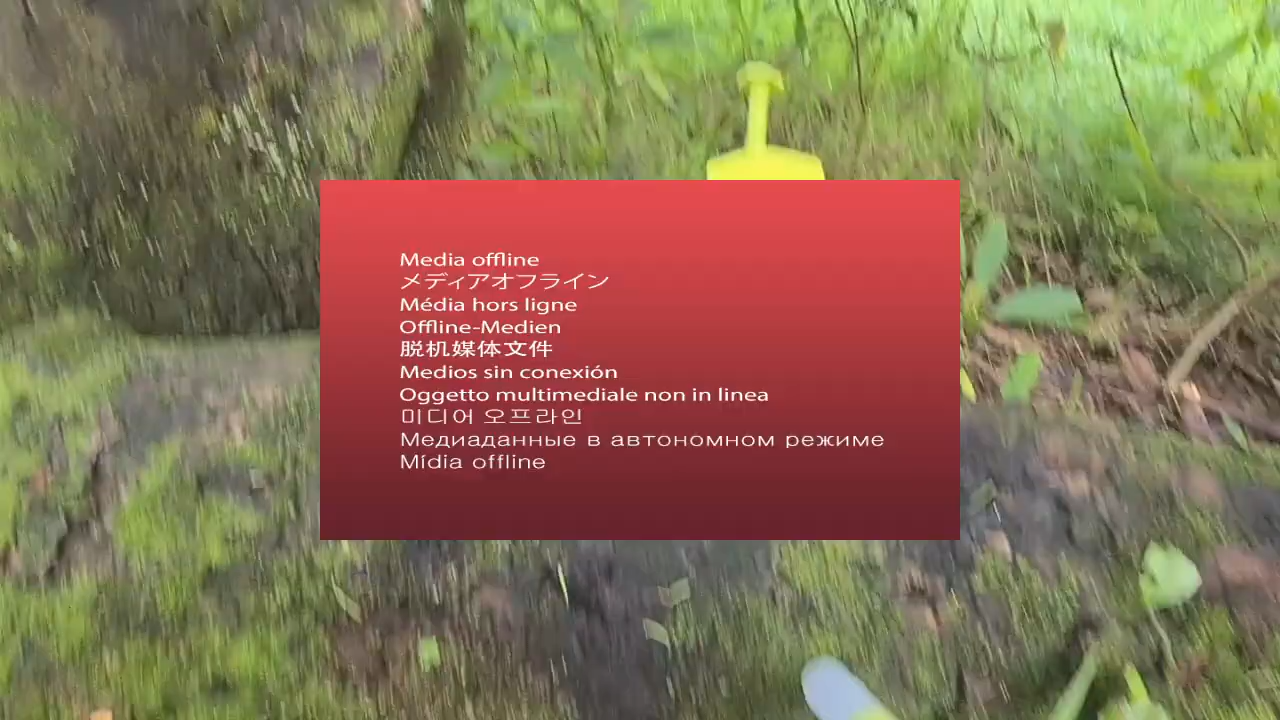 Media offline
メディアオフライン
Média hors ligne
Offline-Medien
脱机媒体文件
Medios sin conexión
Oggetto multimediale non in linea
미디어 오프라인
Медиаданные в автономном режиме
Mídia offline